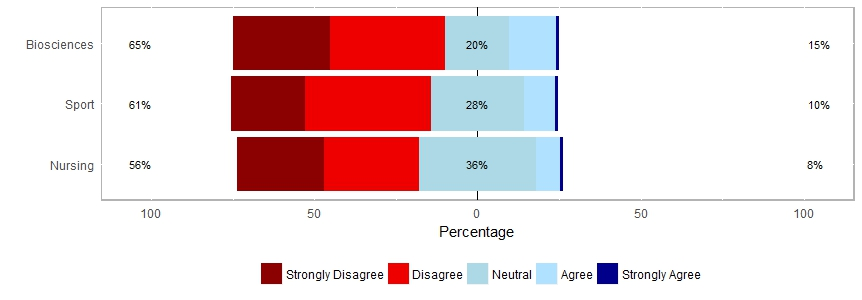 Biosciences 65% 20% 15%
Sport 61% 28% 10%
Nursing 56% 36% 8%
100 50 0 50 100
Percentage
Strongly Disagree Disagree Neutral Agree Strongly Agree